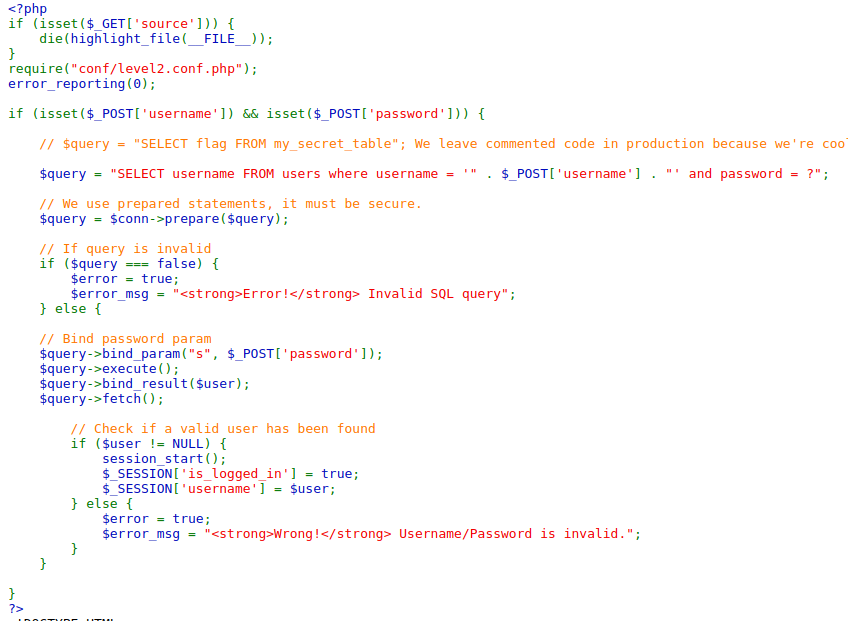 <?php
if (isset($_GET['source'])) {
    die(highlight_file(__FILE__));
}
require("conf/level2.conf.php");
error_reporting(0);

if (isset($_POST['username']) && isset($_POST['password'])) {

    // $query = "SELECT flag FROM my_secret_table"; We leave commented code in production because we're cool

    $query = "SELECT username FROM users where username = '" . $_POST['username'] . "' and password = ?";

    // We use prepared statements, it must be secure.
    $query = $conn->prepare($query);

    // If query is invalid
    if ($query === false) {
        $error = true;
        $error_msg = "<strong>Error!</strong> Invalid SQL query";
    } else {

    // Bind password param
    $query->bind_param("s", $_POST['password']);
    $query->execute();
    $query->bind_result($user);
    $query->fetch();

        // Check if a valid user has been found
        if ($user != NULL) {
            session_start();
            $_SESSION['is_logged_in'] = true;
            $_SESSION['username'] = $user;
        } else {
            $error = true;
            $error_msg = "<strong>Wrong!</strong> Username/Password is invalid.";
        }
    }

}
?>